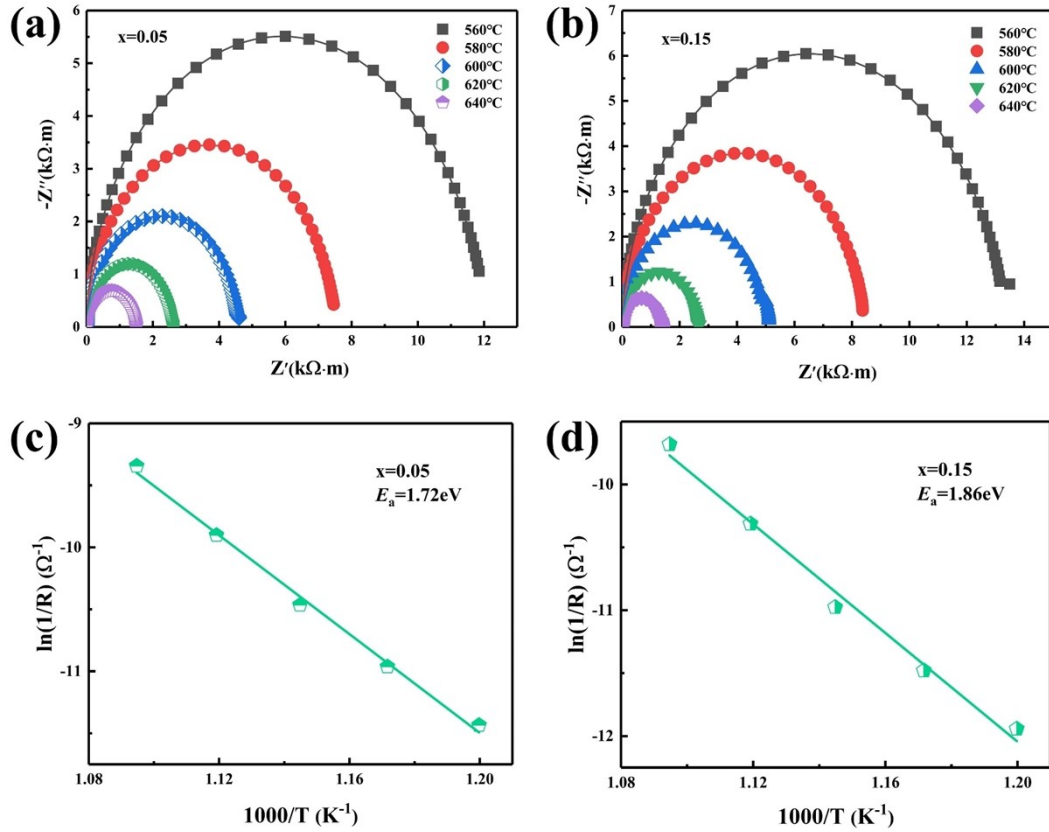 (a)
x=0.05
560°C
580°C
600°C
620°C
640°C
6
5
4
3
2
1
0
-Z″(kΩ·m)
0 2 4 6 8 10 12
Z′(kΩ·m)
(b)
x=0.15
560°C
580°C
600°C
620°C
640°C
7
6
5
4
3
2
1
0
-Z″(kΩ·m)
0 2 4 6 8 10 12 14
Z′(kΩ·m)
(c)
x=0.05
Ea=1.72eV
-9
-10
-11
ln(1/R) (Ω⁻¹)
1.08 1.12 1.16 1.20
1000/T (K⁻¹)
(d)
x=0.15
Ea=1.86eV
-10
-11
-12
ln(1/R) (Ω⁻¹)
1.08 1.12 1.16 1.20
1000/T (K⁻¹)